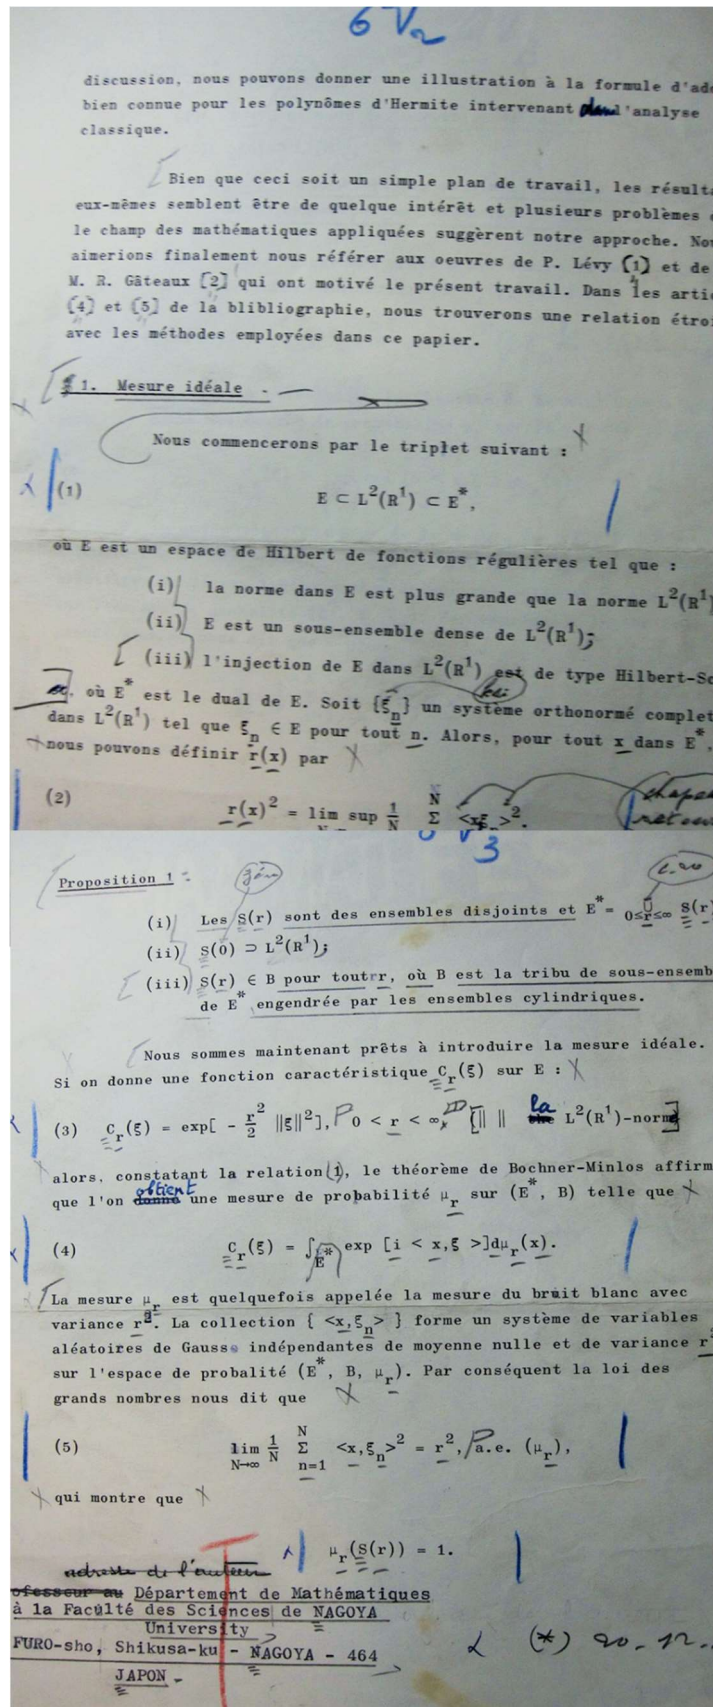 6 V2
discussion, nous pouvons donner une illustration à la formule d'add
bien connue pour les polynômes d'Hermite intervenant dans l'analyse
classique.
Bien que ceci soit un simple plan de travail, les résulta
eux-mêmes semblent être de quelque intérêt et plusieurs problèmes
le champ des mathématiques appliquées suggèrent notre approche. Nou
aimerions finalement nous référer aux oeuvres de P. Lévy [1] et de
M. R. Gâteaux [2] qui ont motivé le présent travail. Dans les artic
[4] et [5] de la blibliographie, nous trouverons une relation étroi
avec les méthodes employées dans ce papier.
§ 1. Mesure idéale
Nous commencerons par le triplet suivant :
(1) E ⊂ L²(R¹) ⊂ E*,
où E est un espace de Hilbert de fonctions régulières tel que :
(i) la norme dans E est plus grande que la norme L²(R¹)
(ii) E est un sous-ensemble dense de L²(R¹);
(iii) l'injection de E dans L²(R¹) est de type Hilbert-Sc
, où E* est le dual de E. Soit {ξn} un système orthonormé complet
dans L²(R¹) tel que ξn ∈ E pour tout n. Alors, pour tout x dans E*,
nous pouvons définir r(x) par
(2) r(x)² = lim sup 1/N Σ <xξn>².
3
Proposition 1
(i) Les S(r) sont des ensembles disjoints et E* = ∪ 0≤r≤∞ S(r)
(ii) S(0) ⊃ L²(R¹);
(iii) S(r) ∈ B pour toutrr, où B est la tribu de sous-ensemb
de E* engendrée par les ensembles cylindriques.
Nous sommes maintenant prêts à introduire la mesure idéale.
Si on donne une fonction caractéristique Cr(ξ) sur E :
(3) Cr(ξ) = exp[ - r²/2 ||ξ||²], 0 < r < ∞, [|| || la L²(R¹)-norme]
alors, constatant la relation (i), le théorème de Bochner-Minlos affirm
que l'on obtient une mesure de probabilité μr sur (E*, B) telle que
(4) Cr(ξ) = ∫E* exp [i < x,ξ >]dμr(x).
La mesure μr est quelquefois appelée la mesure du bruit blanc avec
variance r². La collection { <x,ξn> } forme un système de variables
aléatoires de Gauss indépendantes de moyenne nulle et de variance r²
sur l'espace de probalité (E*, B, μr). Par conséquent la loi des
grands nombres nous dit que
(5) lim N→∞ 1/N N Σ n=1 <x,ξn>² = r², a.e. (μr),
qui montre que
μr(S(r)) = 1.
adresse de l'auteur
ofesseur au Département de Mathématiques
à la Faculté des Sciences de NAGOYA
University
FURO-sho, Shikusa-ku - NAGOYA - 464
JAPON -